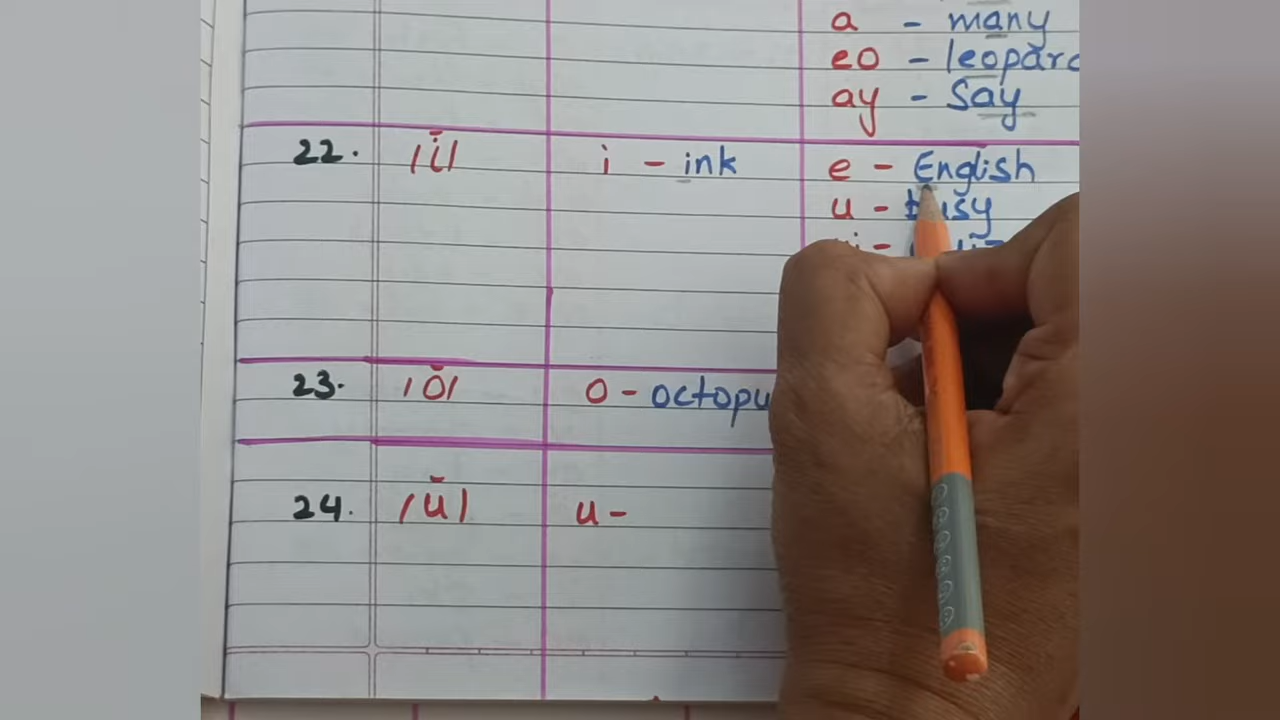 a - many
eo - leopard
ay - Say
22. /ĭ/ i - ink e - English
u - busy
23. /ŏ/ o - octopu
24. /ŭ/ u -